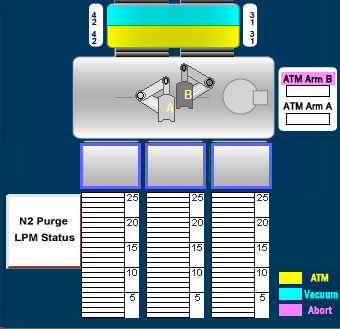 4
2
3
1
4
2
3
1
ATM Arm B
ATM Arm A
A
B
N2 Purge
LPM Status
25 25 25
20 20 20
15 15 15
10 10 10
5 5 5
ATM
Vacuum
Abort